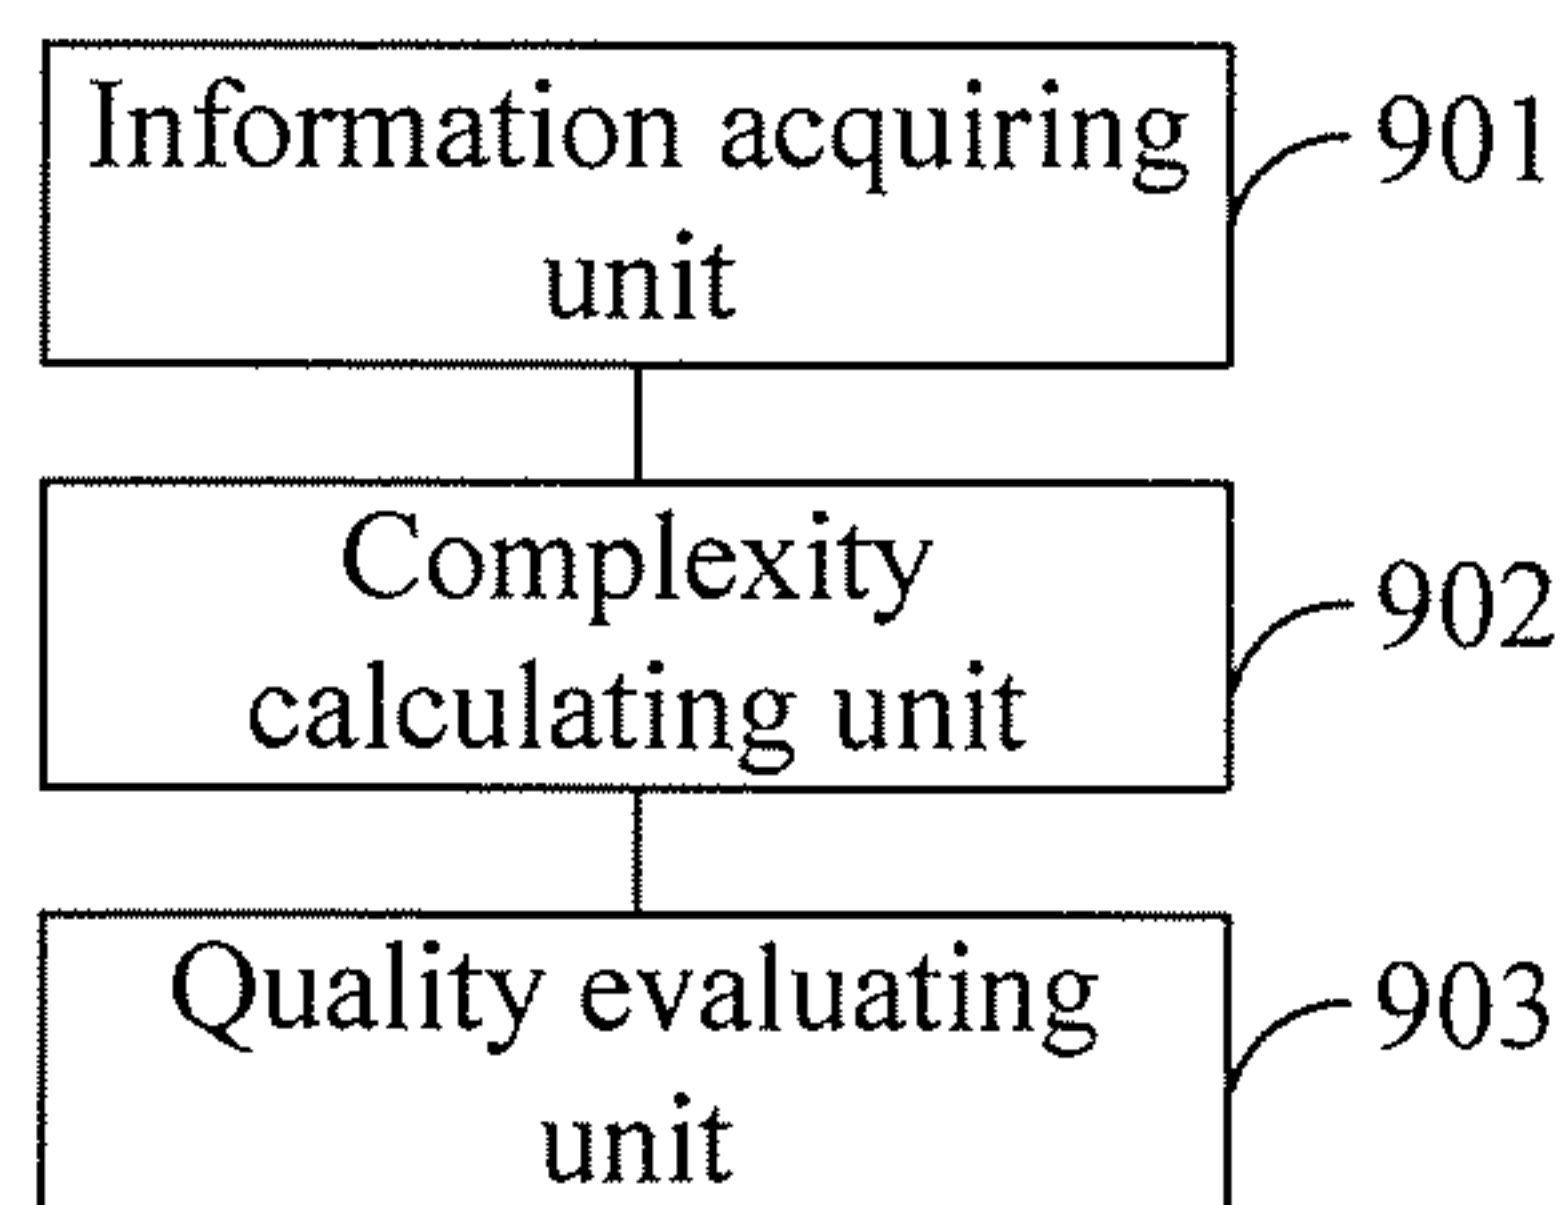 Information acquiring
unit
901
Complexity
calculating unit
902
Quality evaluating
unit
903